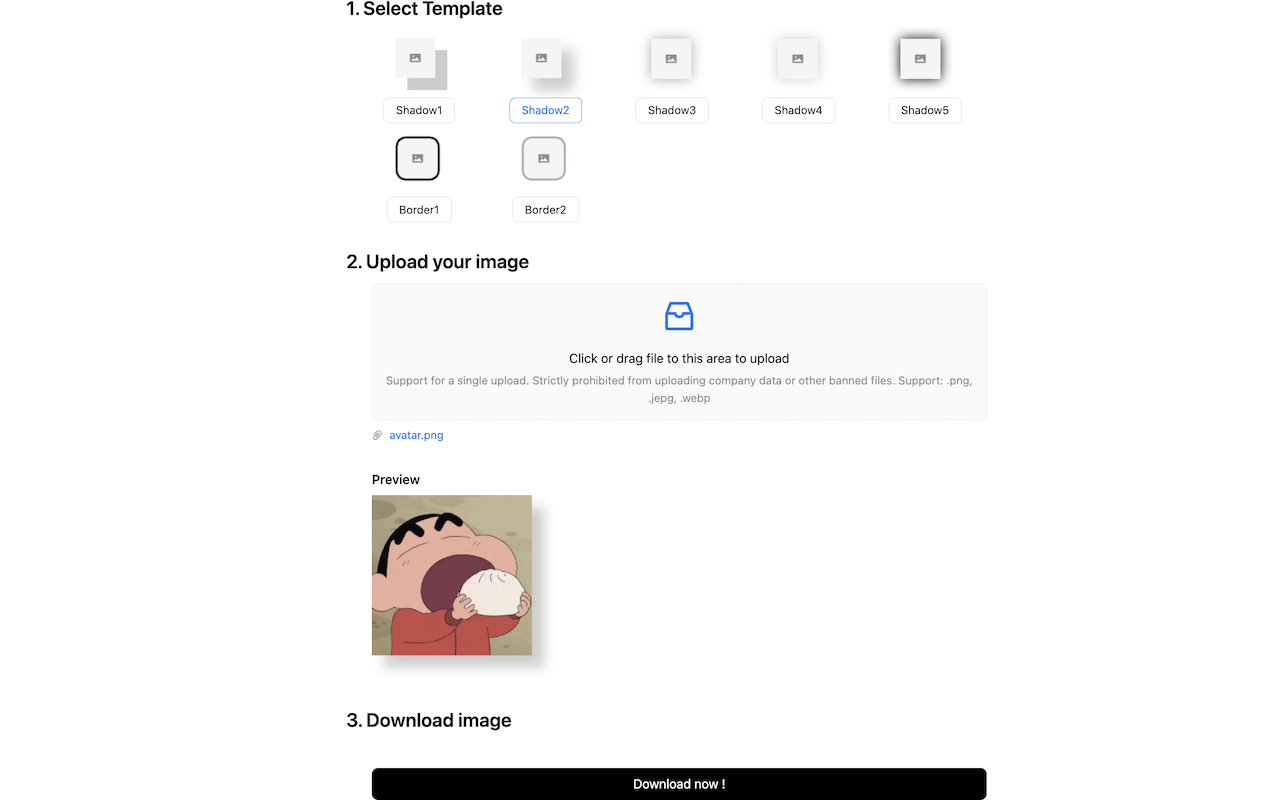 1. Select Template
Shadow1 Shadow2 Shadow3 Shadow4 Shadow5
Border1 Border2
2. Upload your image
Click or drag file to this area to upload
Support for a single upload. Strictly prohibited from uploading company data or other banned files. Support: .png,
.jepg, .webp
avatar.png
Preview
3. Download image
Download now !